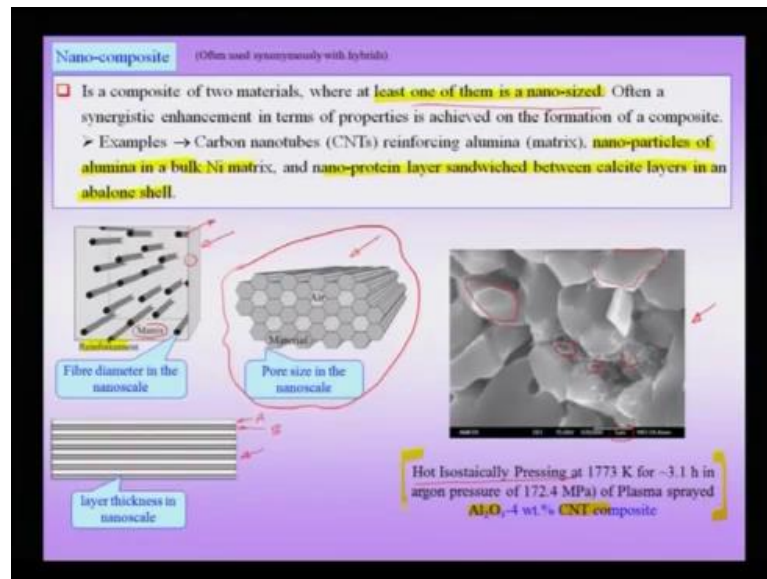 Nano-composite (Often used synonymously with hybrids)
Is a composite of two materials, where at least one of them is a nano-sized. Often a
synergistic enhancement in terms of properties is achieved on the formation of a composite.
➤ Examples → Carbon nanotubes (CNTs) reinforcing alumina (matrix), nano-particles of
alumina in a bulk Ni matrix, and nano-protein layer sandwiched between calcite layers in an
abalone shell.
Matrix
Reinforcement
Fibre diameter in the
nanoscale
Air
Material
Pore size in the
nanoscale
A
B
layer thickness in
nanoscale
Hot Isostaically Pressing at 1773 K for ~3.1 h in
argon pressure of 172.4 MPa) of Plasma sprayed
Al₂O₃-4 wt.% CNT composite